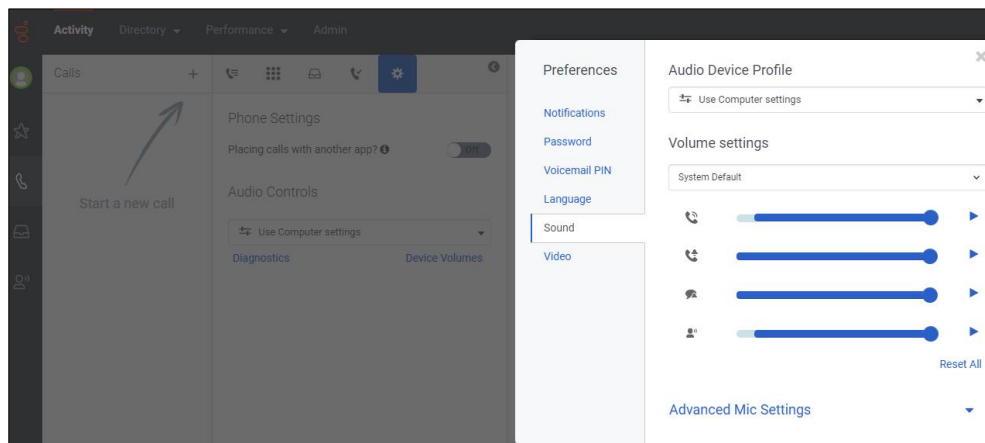 Activity Directory Performance Admin
Calls
Phone Settings
Placing calls with another app?
Off
Start a new call
Audio Controls
Use Computer settings
Diagnostics Device Volumes
Preferences
Notifications
Password
Voicemail PIN
Language
Sound
Video
Audio Device Profile
Use Computer settings
Volume settings
System Default
Reset All
Advanced Mic Settings